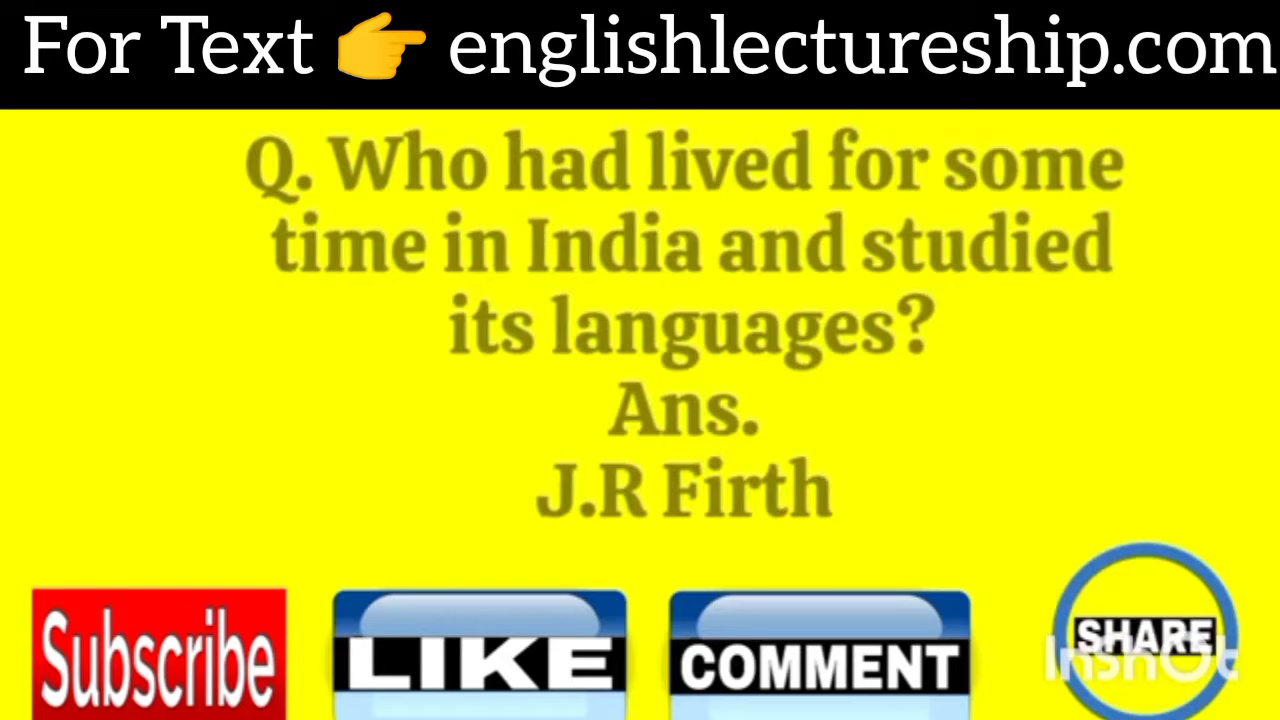 For Text 👉 englishlectureship.com
Q. Who had lived for some
time in India and studied
its languages?
Ans.
J.R Firth
Subscribe
LIKE
COMMENT
SHARE
InShOt